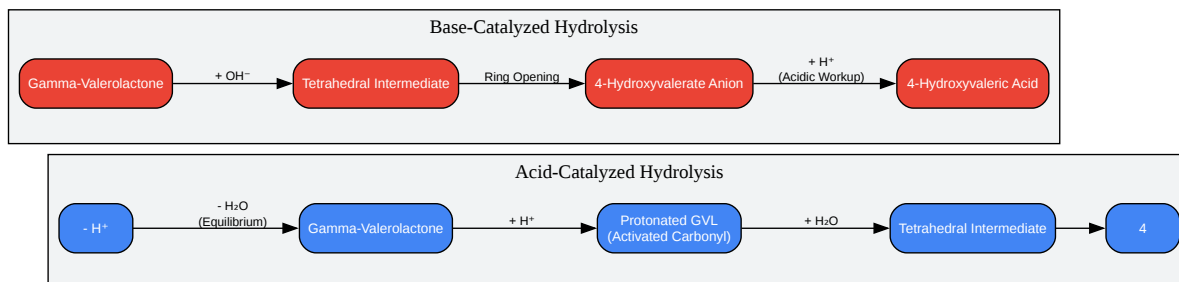 Base-Catalyzed Hydrolysis
Gamma-Valerolactone
+ OH⁻
Tetrahedral Intermediate
Ring Opening
4-Hydroxyvalerate Anion
+ H⁺
(Acidic Workup)
4-Hydroxyvaleric Acid
Acid-Catalyzed Hydrolysis
- H⁺
- H₂O
(Equilibrium)
Gamma-Valerolactone
+ H⁺
Protonated GVL
(Activated Carbonyl)
+ H₂O
Tetrahedral Intermediate
4